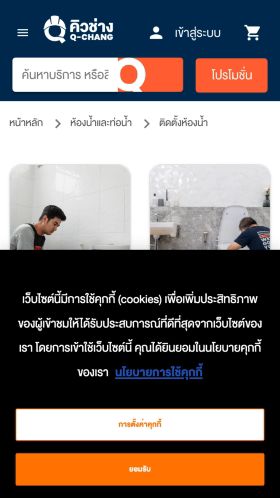 คิวช่าง
Q-CHANG
เข้าสู่ระบบ
ค้นหาบริการ หรือสิ
โปรโมชั่น
หน้าหลัก > ห้องน้ำและท่อน้ำ > ติดตั้งห้องน้ำ
เว็บไซต์นี้มีการใช้คุกกี้ (cookies) เพื่อเพิ่มประสิทธิภาพ
ของผู้เข้าชมให้ได้รับประสบการณ์ที่ดีที่สุดจากเว็บไซต์ของ
เรา โดยการเข้าใช้เว็บไซต์นี้ คุณได้ยินยอมในนโยบายคุกกี้
ของเรา นโยบายการใช้คุกกี้
การตั้งค่าคุกกี้
ยอมรับ